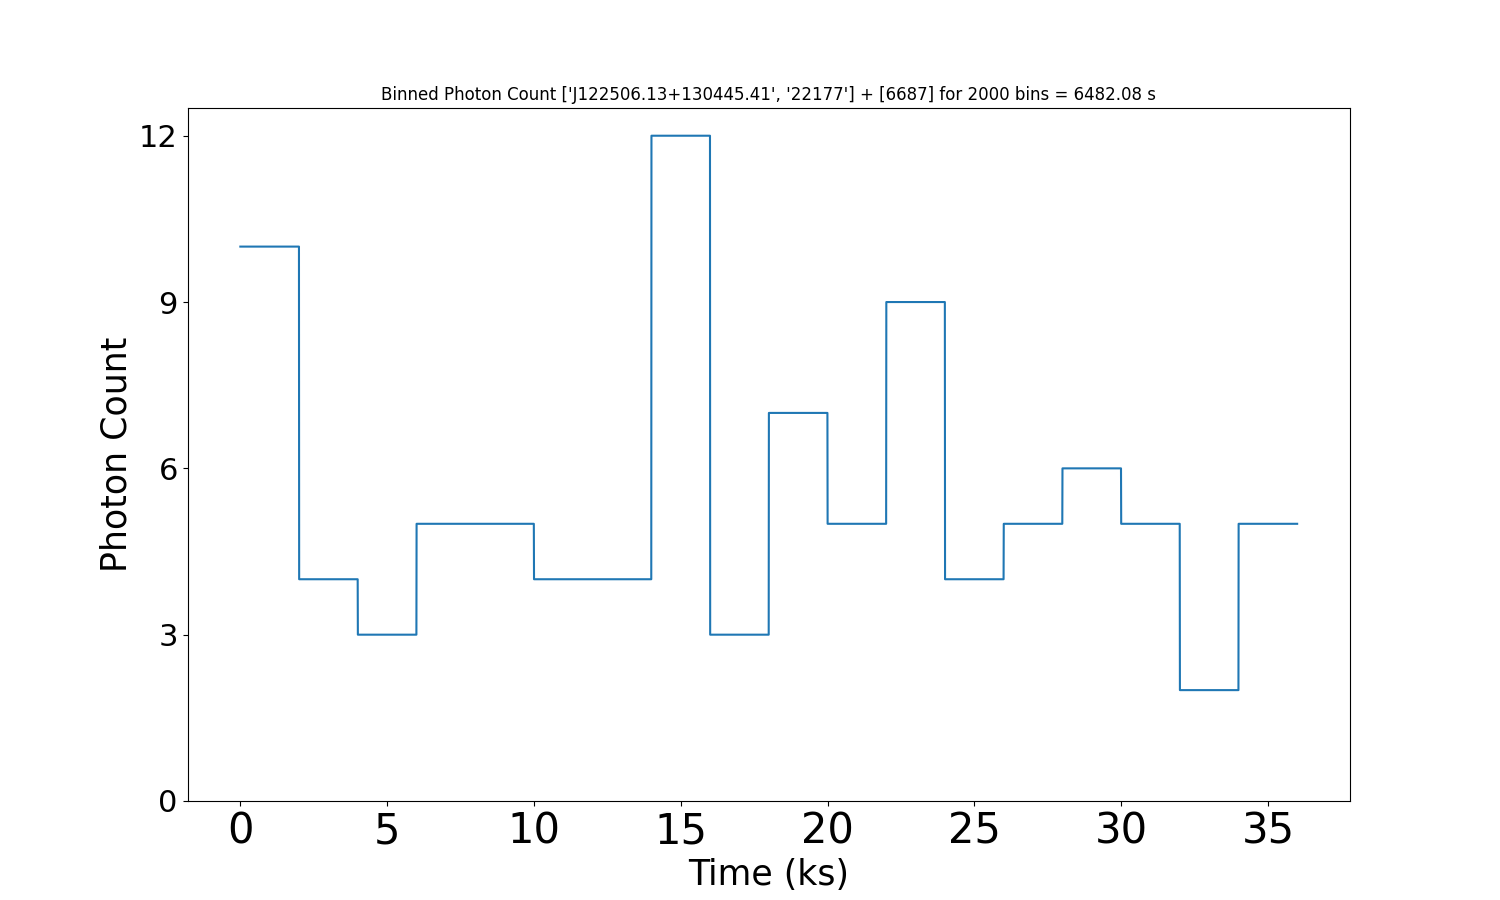 Binned Photon Count ['J122506.13+130445.41', '22177'] + [6687] for 2000 bins = 6482.08 s
12
9
6
3
0
Photon Count
0 5 10 15 20 25 30 35
Time (ks)